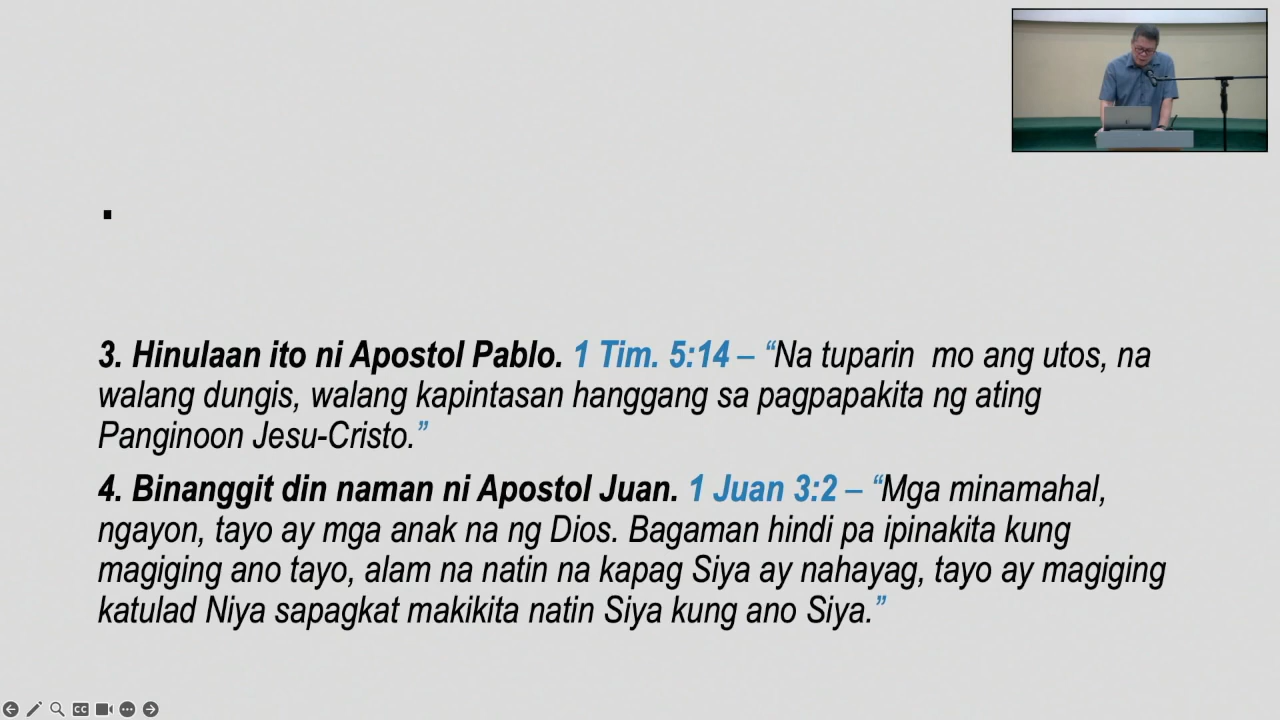 .
3. Hinulaan ito ni Apostol Pablo. 1 Tim. 5:14 – “Na tuparin mo ang utos, na
walang dungis, walang kapintasan hanggang sa pagpapakita ng ating
Panginoon Jesu-Cristo.”
4. Binanggit din naman ni Apostol Juan. 1 Juan 3:2 – “Mga minamahal,
ngayon, tayo ay mga anak na ng Dios. Bagaman hindi pa ipinakita kung
magiging ano tayo, alam na natin na kapag Siya ay nahayag, tayo ay magiging
katulad Niya sapagkat makikita natin Siya kung ano Siya.”
CC